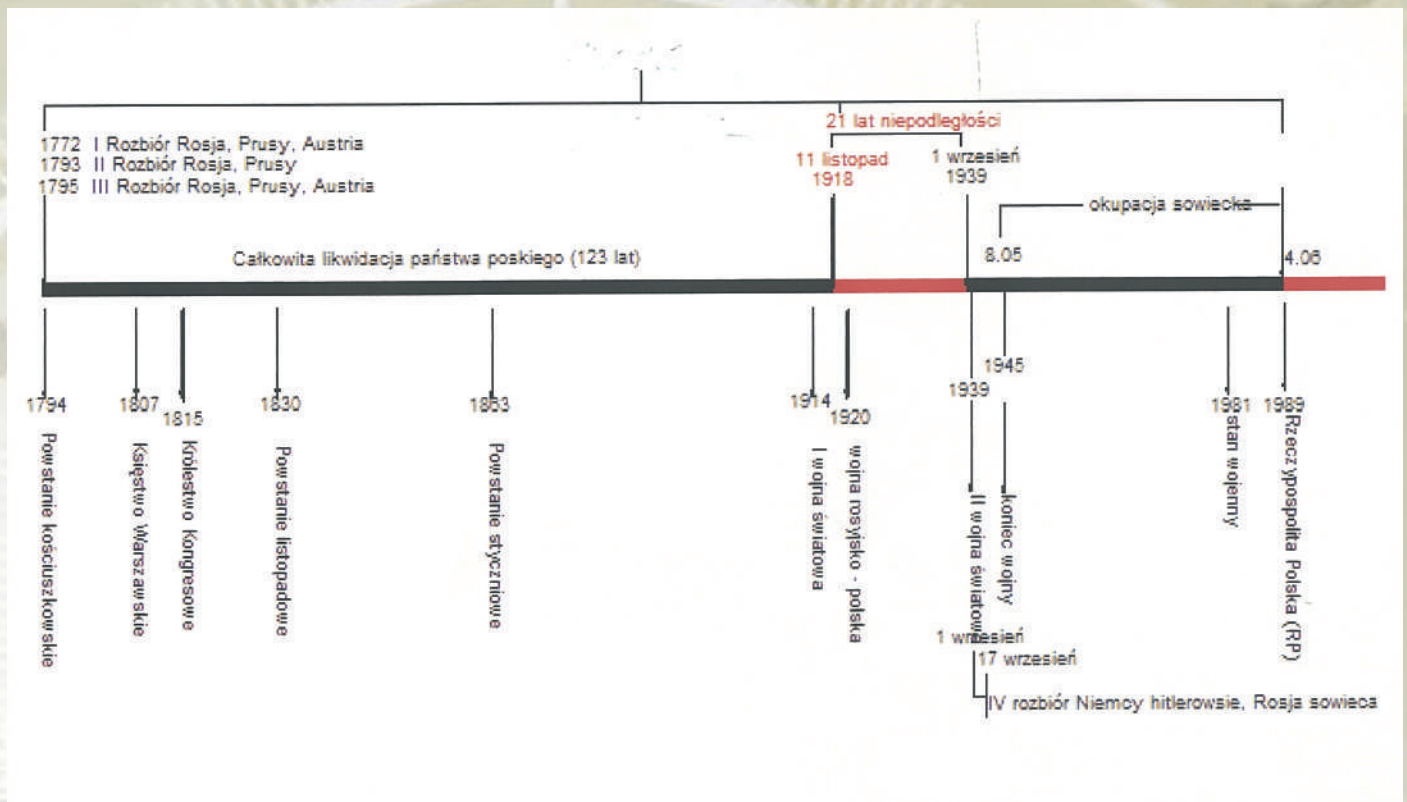 1772 I Rozbiór Rosja, Prusy, Austria
1793 II Rozbiór Rosja, Prusy
1795 III Rozbiór Rosja, Prusy, Austria
21 lat niepodległości
11 listopad
1918
1 wrzesień
1939
okupacja sowiecka
8.05
4.06
Całkowita likwidacja państwa poskiego (123 lat)
1794
Powstanie kościuszkowskie
1807
Księstwo Warszawskie
1815
Królestwo Kongresowe
1830
Powstanie listopadowe
1863
Powstanie styczniowe
1914
I wojna światowa
1920
wojna rosyjsko - polska
1939
II wojna światowa
1945
koniec wojny
1981
stan wojenny
1989
Rzeczypospolita Polska (RP)
1 wrzesień
17 wrzesień
IV rozbiór Niemcy hitlerowsie, Rosja sowieca